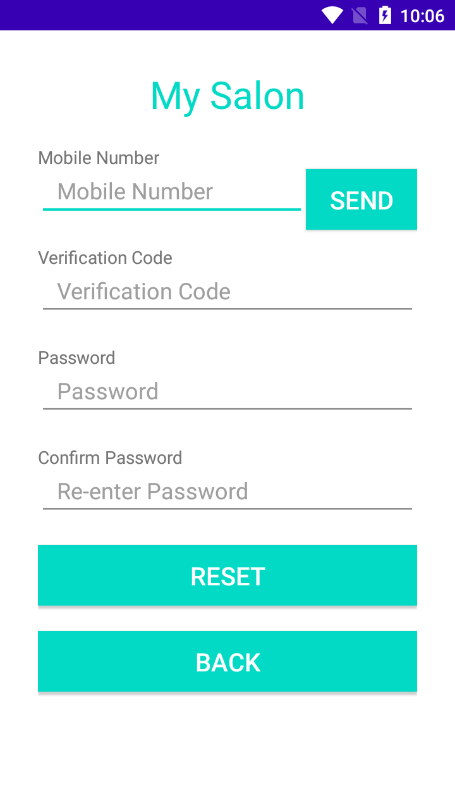 10:06
My Salon
Mobile Number
Mobile Number
SEND
Verification Code
Verification Code
Password
Password
Confirm Password
Re-enter Password
RESET
BACK